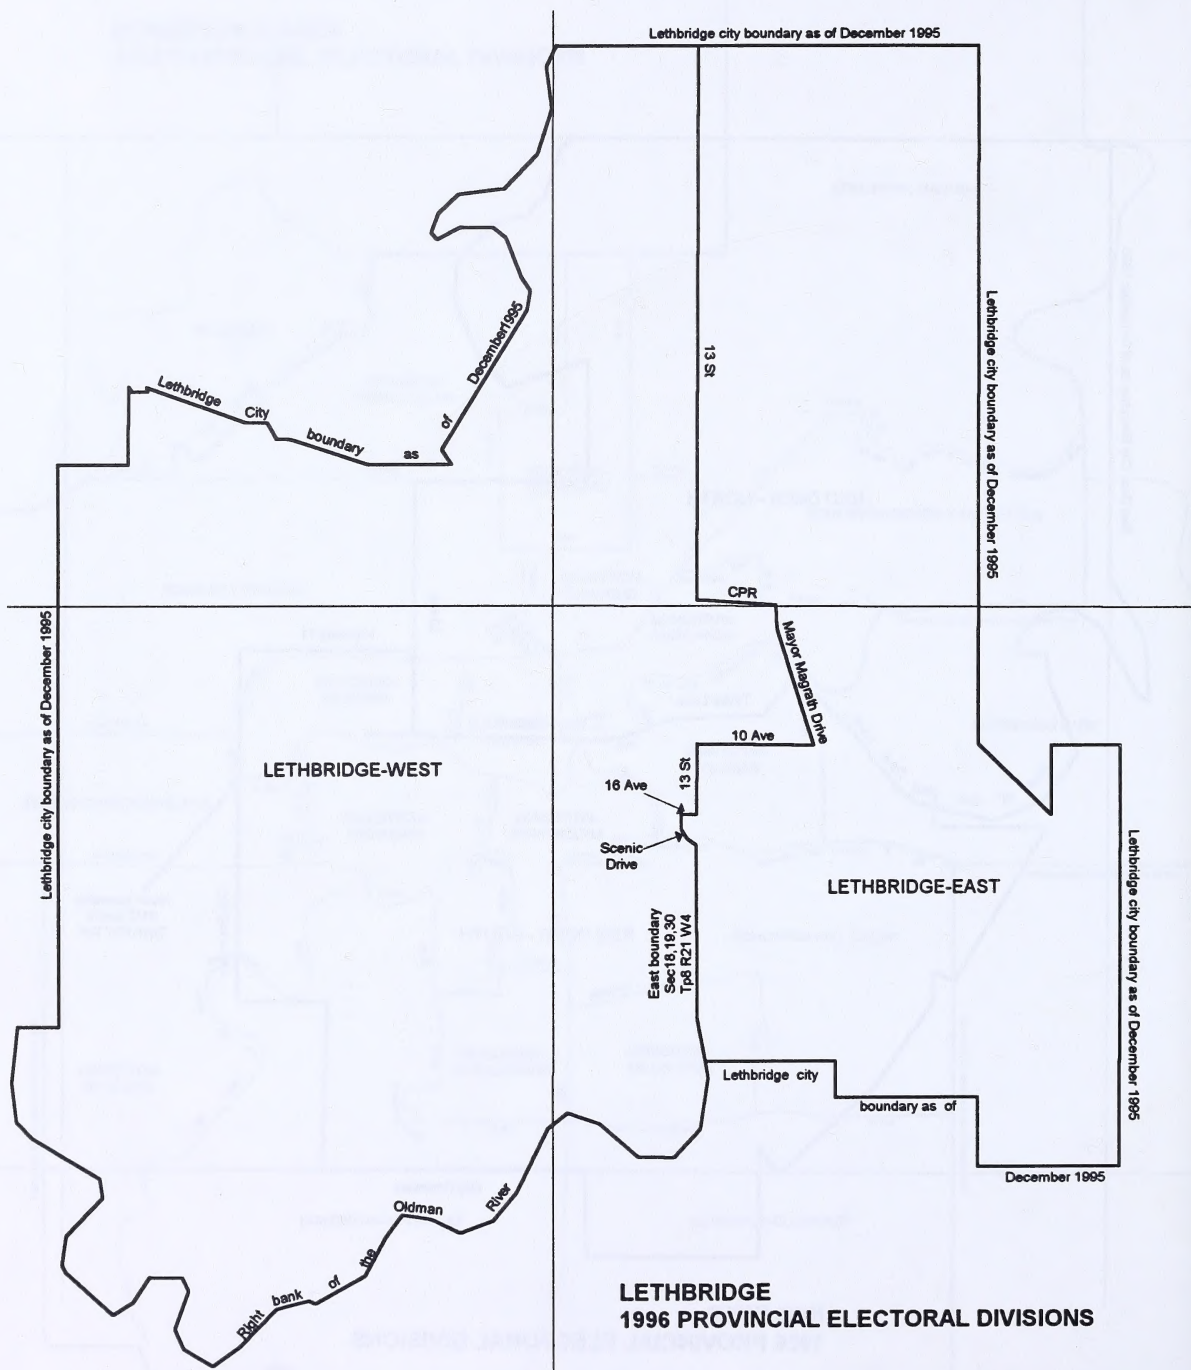 Lethbridge city boundary as of December 1995
Lethbridge City boundary as of December1995
13 St
Lethbridge city boundary as of December 1995
CPR
Mayor Magrath Drive
Lethbridge city boundary as of December 1995
10 Ave
LETHBRIDGE-WEST
13 St
16 Ave
Scenic
Drive
LETHBRIDGE-EAST
Lethbridge city boundary as of December 1995
East boundary
Sec18,19,30
Tp8 R21 W4
Lethbridge city
boundary as of
December 1995
Right bank of the Oldman River
LETHBRIDGE
1996 PROVINCIAL ELECTORAL DIVISIONS